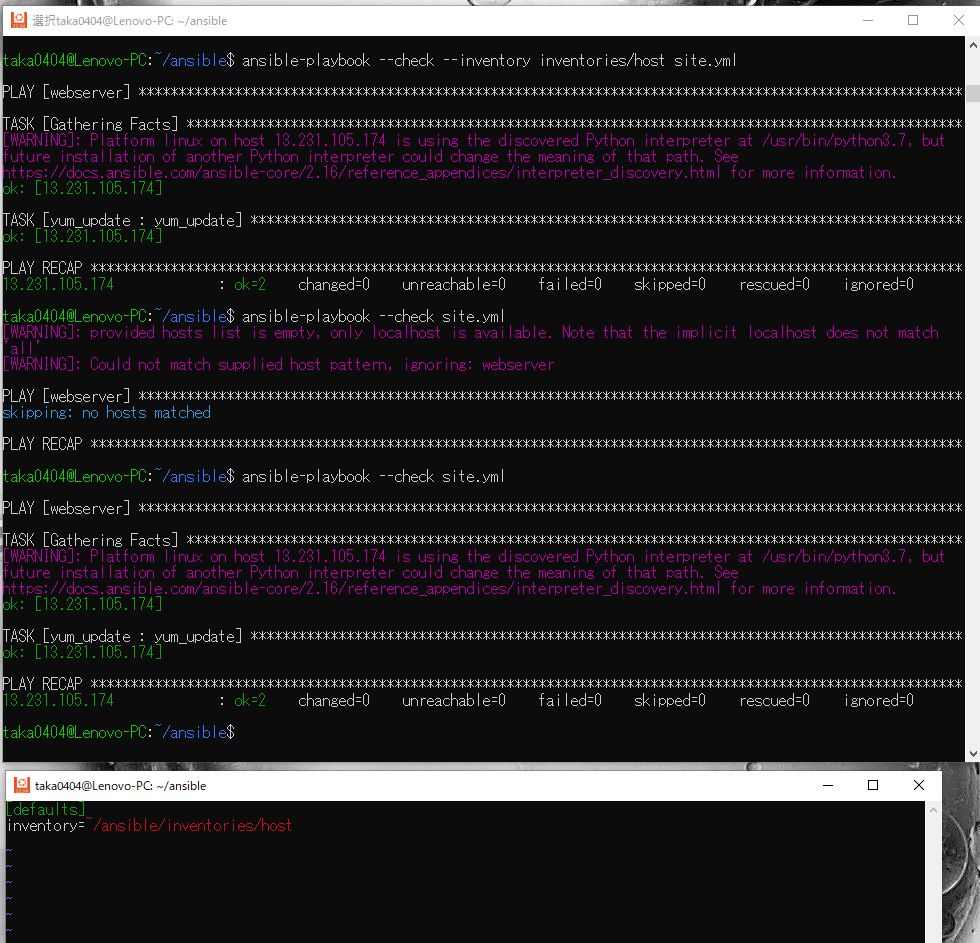 選択taka0404@Lenovo-PC: ~/ansible
taka0404@Lenovo-PC:~/ansible$ ansible-playbook --check --inventory inventories/host site.yml
PLAY [webserver] *******************************************************************************************************
TASK [Gathering Facts] *************************************************************************************************
[WARNING]: Platform linux on host 13.231.105.174 is using the discovered Python interpreter at /usr/bin/python3.7, but
future installation of another Python interpreter could change the meaning of that path. See
https://docs.ansible.com/ansible-core/2.16/reference_appendices/interpreter_discovery.html for more information.
ok: [13.231.105.174]
TASK [yum_update : yum_update] *****************************************************************************************
ok: [13.231.105.174]
PLAY RECAP *************************************************************************************************************
13.231.105.174             : ok=2    changed=0    unreachable=0    failed=0    skipped=0    rescued=0    ignored=0
taka0404@Lenovo-PC:~/ansible$ ansible-playbook --check site.yml
[WARNING]: provided hosts list is empty, only localhost is available. Note that the implicit localhost does not match
'all'
[WARNING]: Could not match supplied host pattern, ignoring: webserver
PLAY [webserver] *******************************************************************************************************
skipping: no hosts matched
PLAY RECAP *************************************************************************************************************
taka0404@Lenovo-PC:~/ansible$ ansible-playbook --check site.yml
PLAY [webserver] *******************************************************************************************************
TASK [Gathering Facts] *************************************************************************************************
[WARNING]: Platform linux on host 13.231.105.174 is using the discovered Python interpreter at /usr/bin/python3.7, but
future installation of another Python interpreter could change the meaning of that path. See
https://docs.ansible.com/ansible-core/2.16/reference_appendices/interpreter_discovery.html for more information.
ok: [13.231.105.174]
TASK [yum_update : yum_update] *****************************************************************************************
ok: [13.231.105.174]
PLAY RECAP *************************************************************************************************************
13.231.105.174             : ok=2    changed=0    unreachable=0    failed=0    skipped=0    rescued=0    ignored=0
taka0404@Lenovo-PC:~/ansible$
taka0404@Lenovo-PC: ~/ansible
[defaults]
inventory=~/ansible/inventories/host
~
~
~
~
~
~